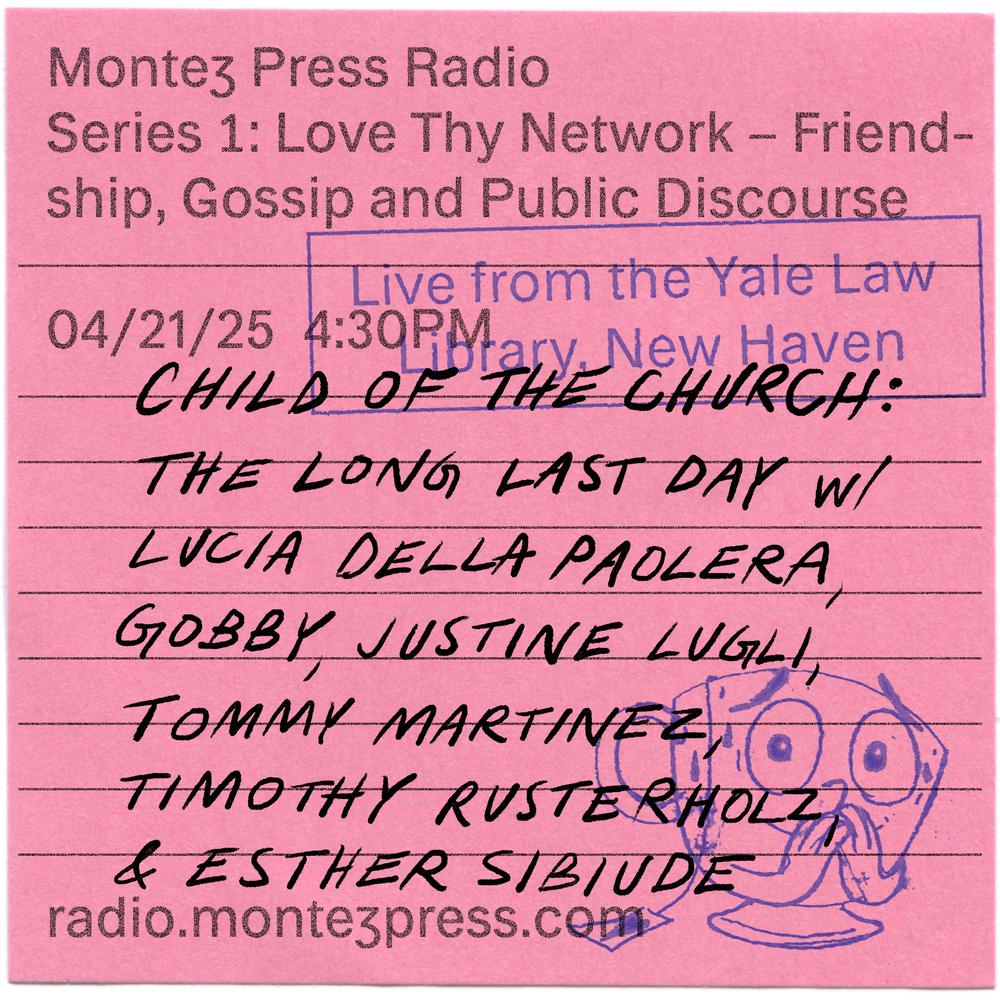 Monteʒ Press Radio
Series 1: Love Thy Network – Friend-
ship, Gossip and Public Discourse
Live from the Yale Law
Library, New Haven
04/21/25 4:30PM
CHILD OF THE CHURCH:
THE LONG LAST DAY w/
LUCIA DELLA PAOLERA,
GOBBY, JUSTINE LUGLI,
TOMMY MARTINEZ,
TIMOTHY RUSTERHOLZ,
& ESTHER SIBIUDE
radio.monteʒpress.com